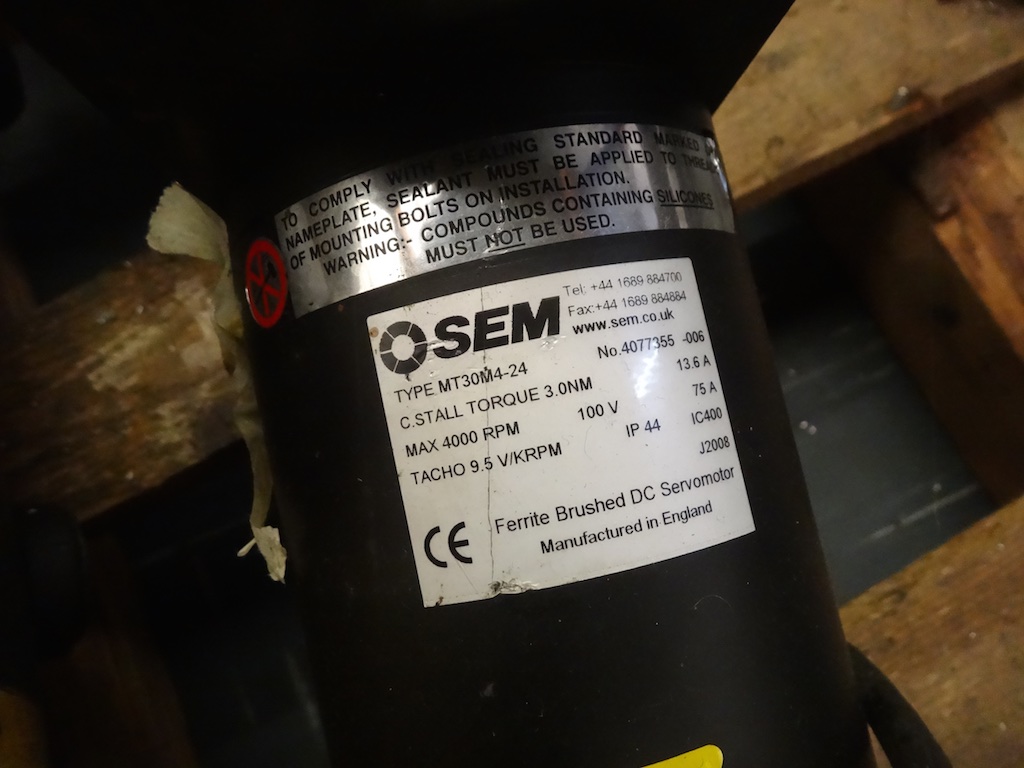 TO COMPLY WITH SEALING STANDARD MARKED
NAMEPLATE, SEALANT MUST BE APPLIED TO
OF MOUNTING BOLTS ON INSTALLATION.
WARNING:- COMPOUNDS CONTAINING SILICONES
MUST NOT BE USED.
SEM
Tel: +44 1689 884700
Fax:+44 1689 884884
www.sem.co.uk
TYPE MT30M4-24 No.4077355 -006
C.STALL TORQUE 3.0NM 13.6 A
MAX 4000 RPM 100 V 75 A
TACHO 9.5 V/KRPM IP 44 IC400
J2008
CE Ferrite Brushed DC Servomotor
Manufactured in England